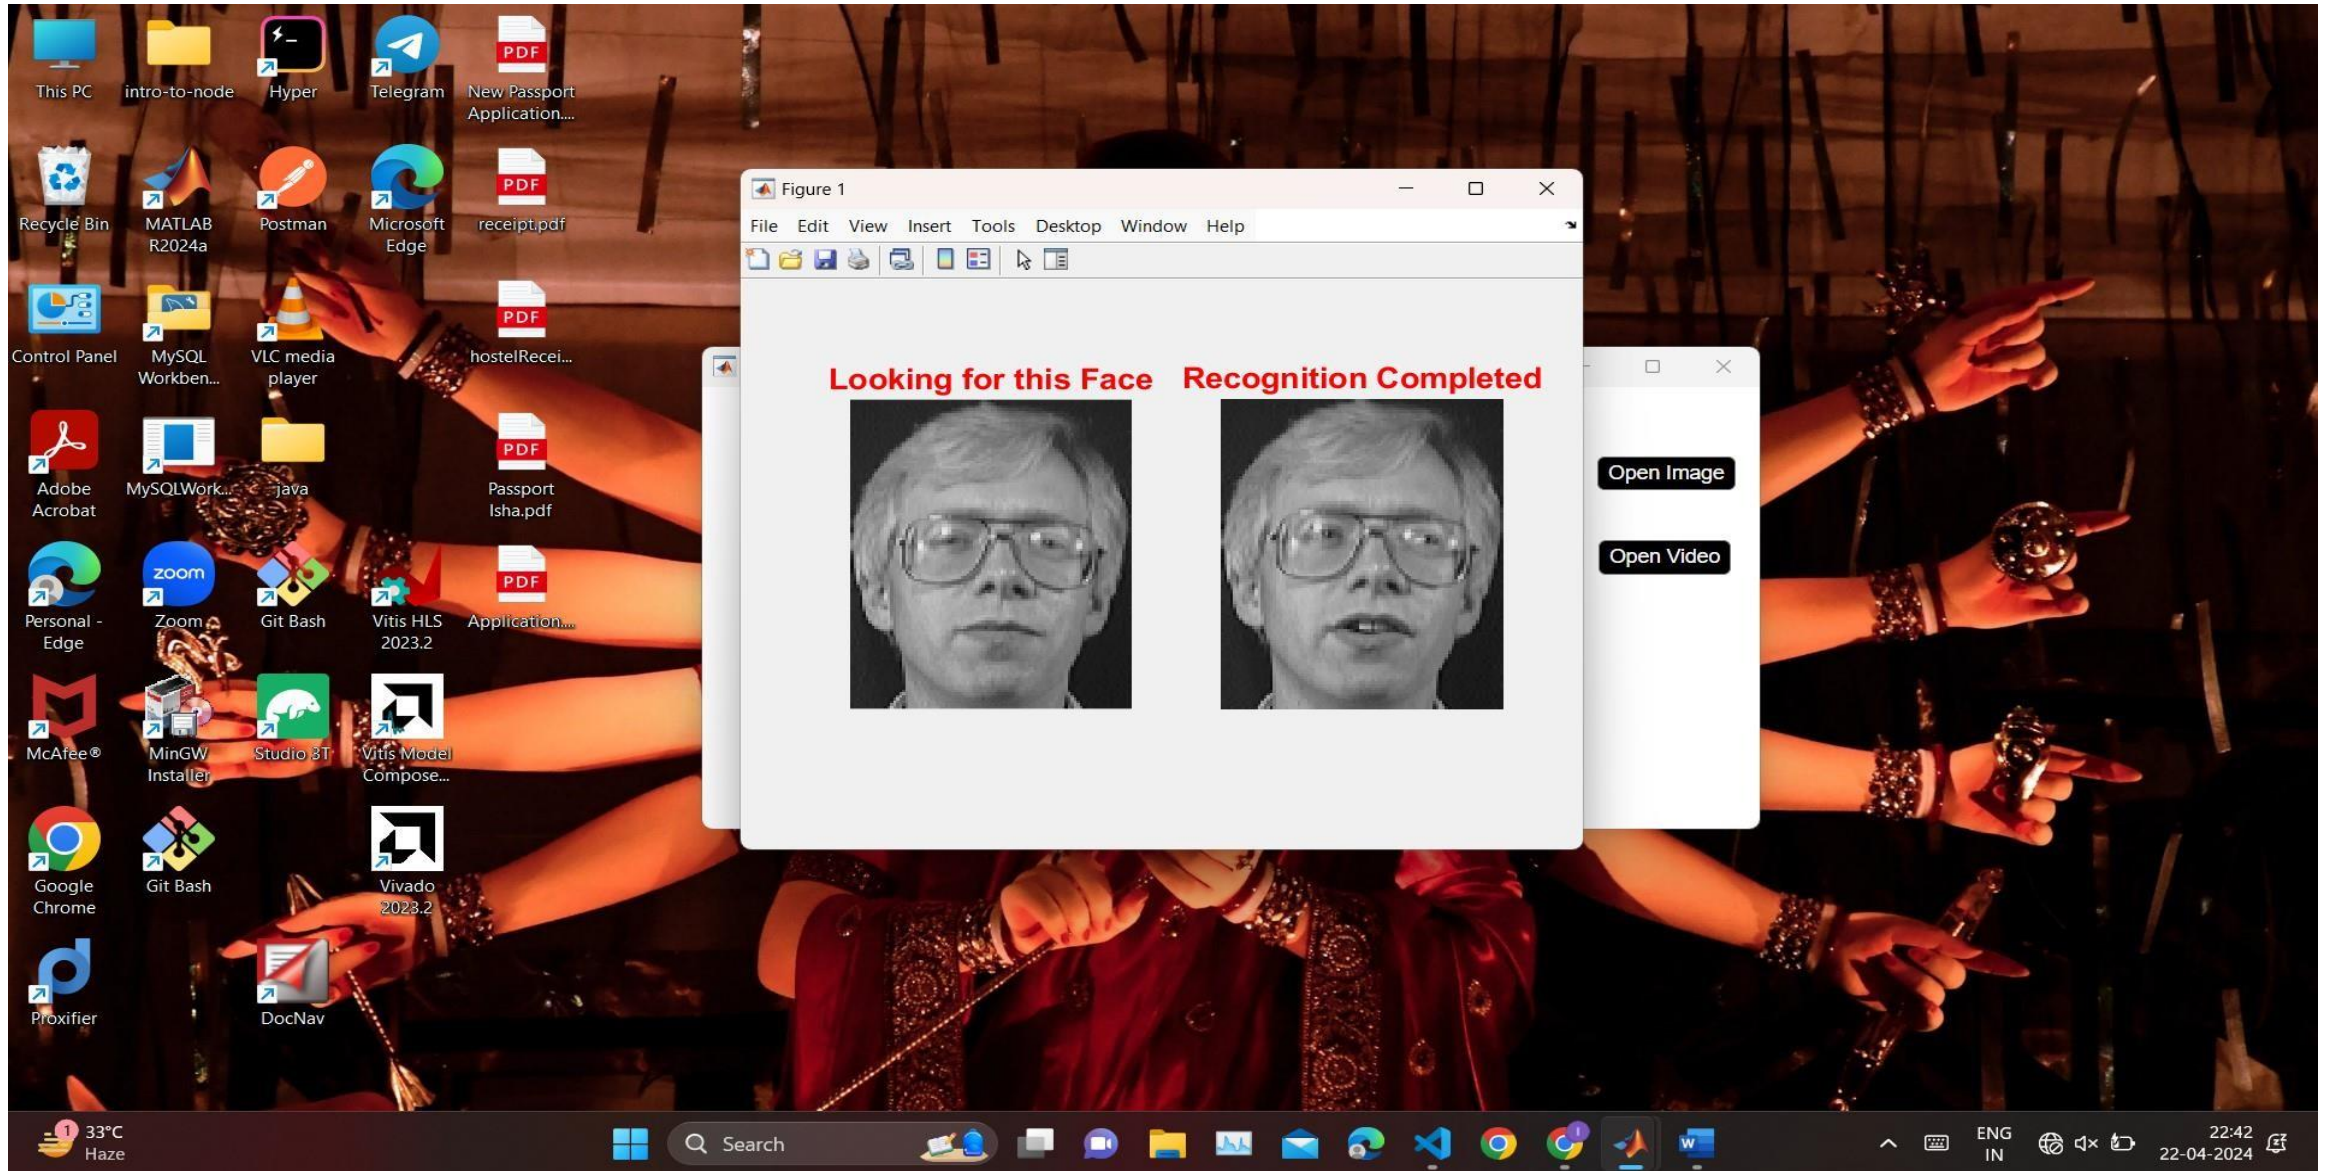 This PC
intro-to-node
Hyper
Telegram
New Passport
Application....
Recycle Bin
MATLAB
R2024a
Postman
Microsoft
Edge
receipt.pdf
Control Panel
MySQL
Workben...
VLC media
player
hostelRecei...
Adobe
Acrobat
MySQLWork...
java
Passport
Isha.pdf
Personal -
Edge
Zoom
Git Bash
Vitis HLS
2023.2
Application....
McAfee®
MinGW
Installer
Studio 3T
Vitis Model
Compose...
Google
Chrome
Git Bash
Vivado
2023.2
Proxifier
DocNav
PDF
PDF
PDF
PDF
PDF
zoom
Figure 1
File Edit View Insert Tools Desktop Window Help
Looking for this Face
Recognition Completed
Open Image
Open Video
1
33°C
Haze
Search
W
ENG
IN
22:42
22-04-2024